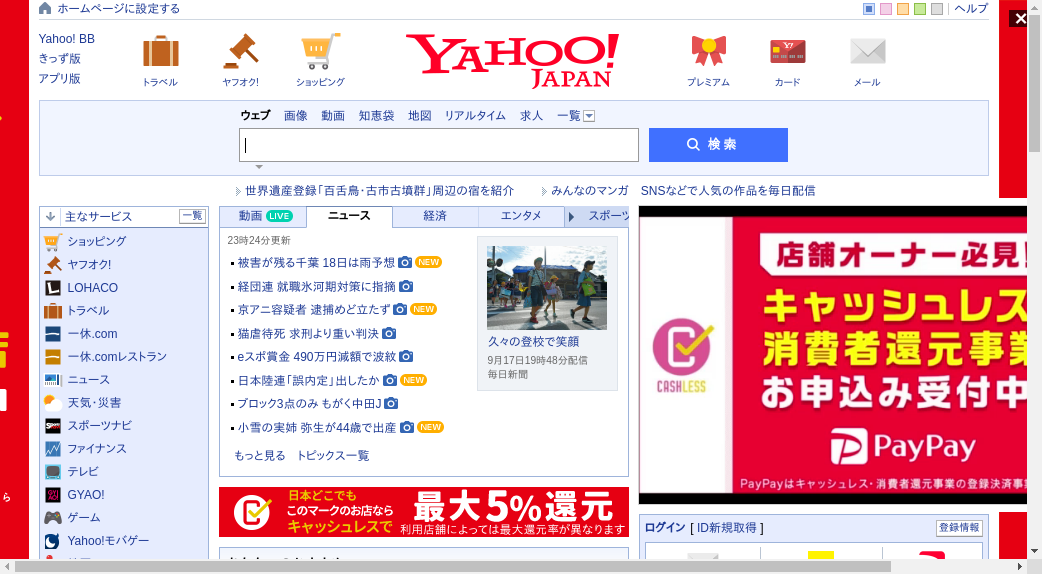 ホームページに設定する
ヘルプ
Yahoo! BB
きっず版
アプリ版
トラベル
ヤフオク!
ショッピング
YAHOO!
JAPAN
プレミアム
カード
メール
ウェブ 画像 動画 知恵袋 地図 リアルタイム 求人 一覧
検索
世界遺産登録「百舌鳥・古市古墳群」周辺の宿を紹介
みんなのマンガ SNSなどで人気の作品を毎日配信
主なサービス 一覧
ショッピング
ヤフオク!
LOHACO
トラベル
一休.com
一休.comレストラン
ニュース
天気・災害
スポーツナビ
ファイナンス
テレビ
GYAO!
ゲーム
Yahoo!モバゲー
動画 LIVE ニュース 経済 エンタメ スポーツ
23時24分更新
被害が残る千葉 18日は雨予想 NEW
経団連 就職氷河期対策に指摘
京アニ容疑者 逮捕めど立たず NEW
猫虐待死 求刑より重い判決
eスポ賞金 490万円減額で波紋
日本陸連「誤内定」出したか NEW
ブロック3点のみ もがく中田J
小雪の実姉 弥生が44歳で出産 NEW
もっと見る トピックス一覧
久々の登校で笑顔
9月17日19時48分配信
毎日新聞
日本どこでも
このマークのお店なら
キャッシュレスで
最大5%還元
利用店舗によっては最大還元率が異なります
店舗オーナー必見!
キャッシュレス
消費者還元事業
お申込み受付中
CASHLESS
PayPay
PayPayはキャッシュレス・消費者還元事業の登録決済事
ログイン [ ID新規取得 ]
登録情報